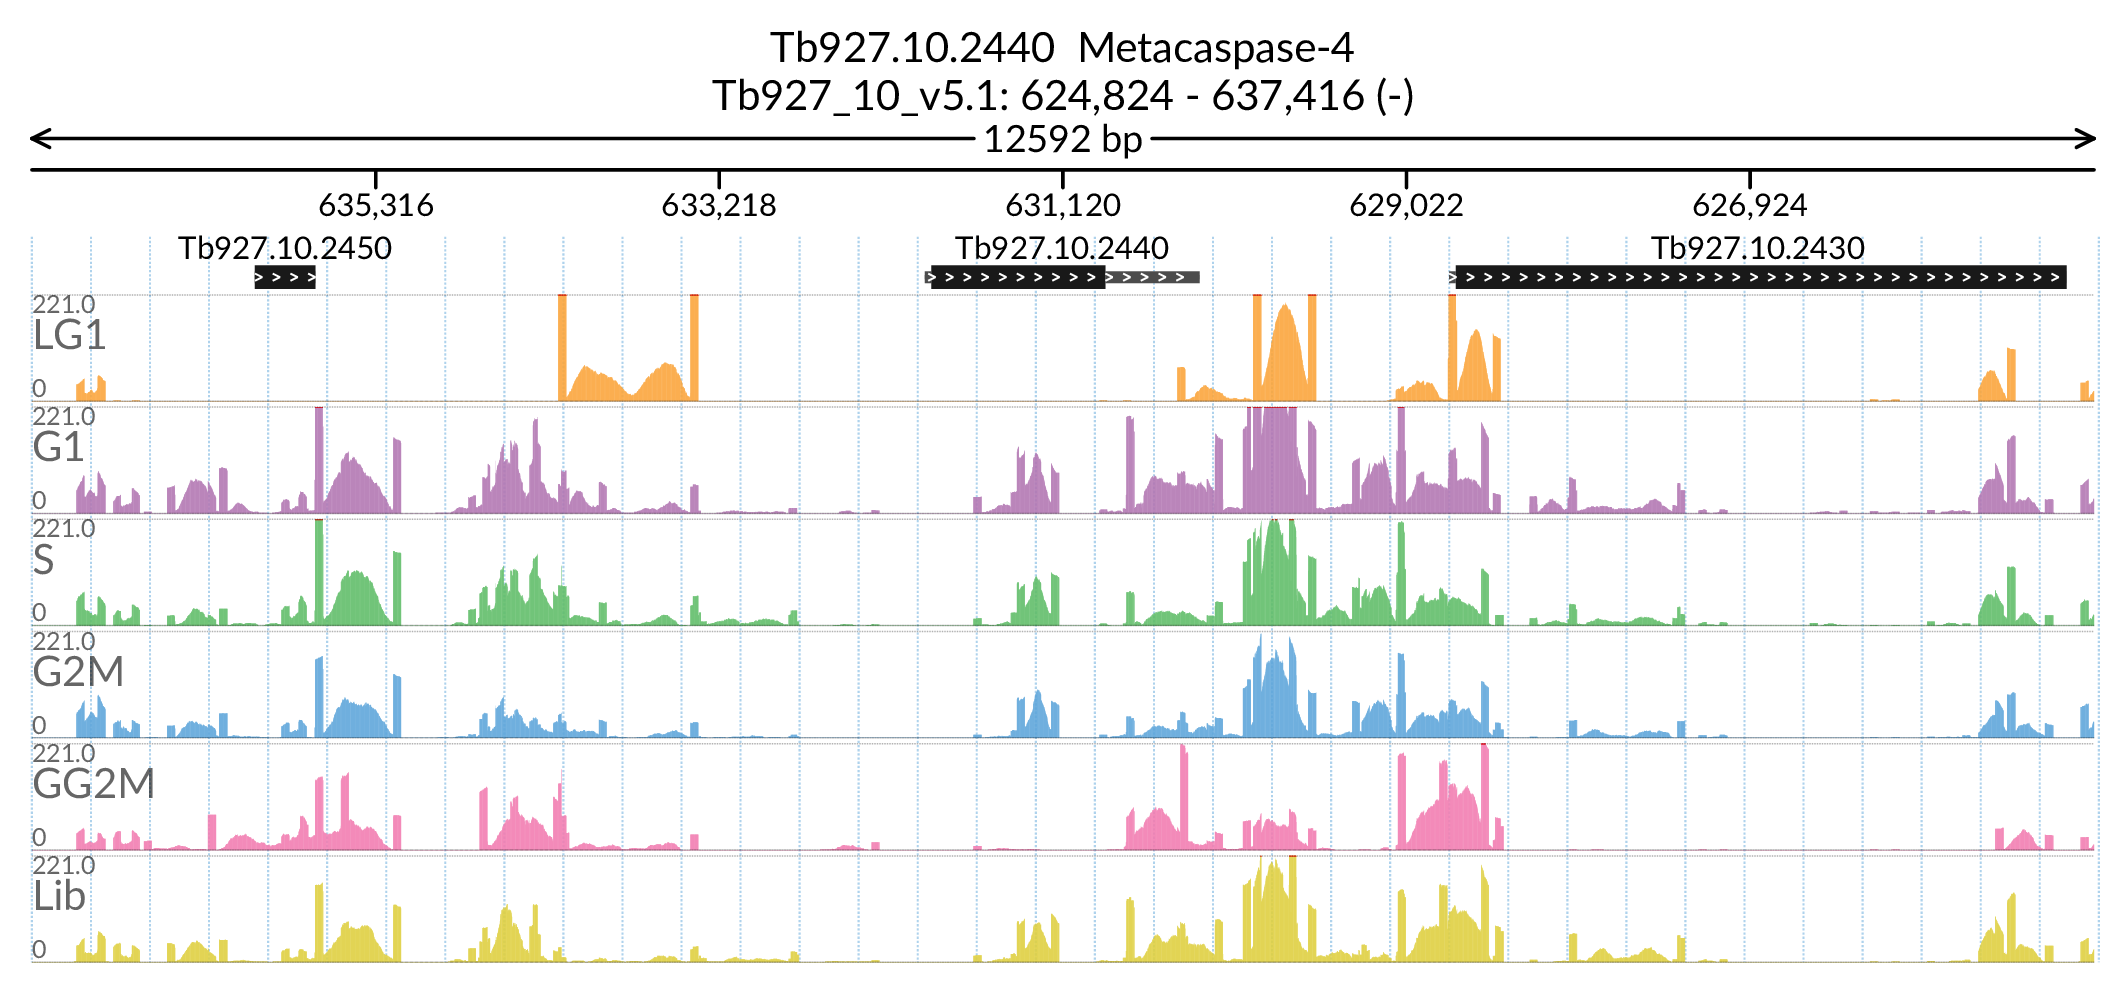 Tb927.10.2440 Metacaspase-4
Tb927_10_v5.1: 624,824 - 637,416 (-)
12592 bp
635,316 633,218 631,120 629,022 626,924
Tb927.10.2450 Tb927.10.2440 Tb927.10.2430
221.0
LG1
0
221.0
G1
0
221.0
S
0
221.0
G2M
0
221.0
GG2M
0
221.0
Lib
0